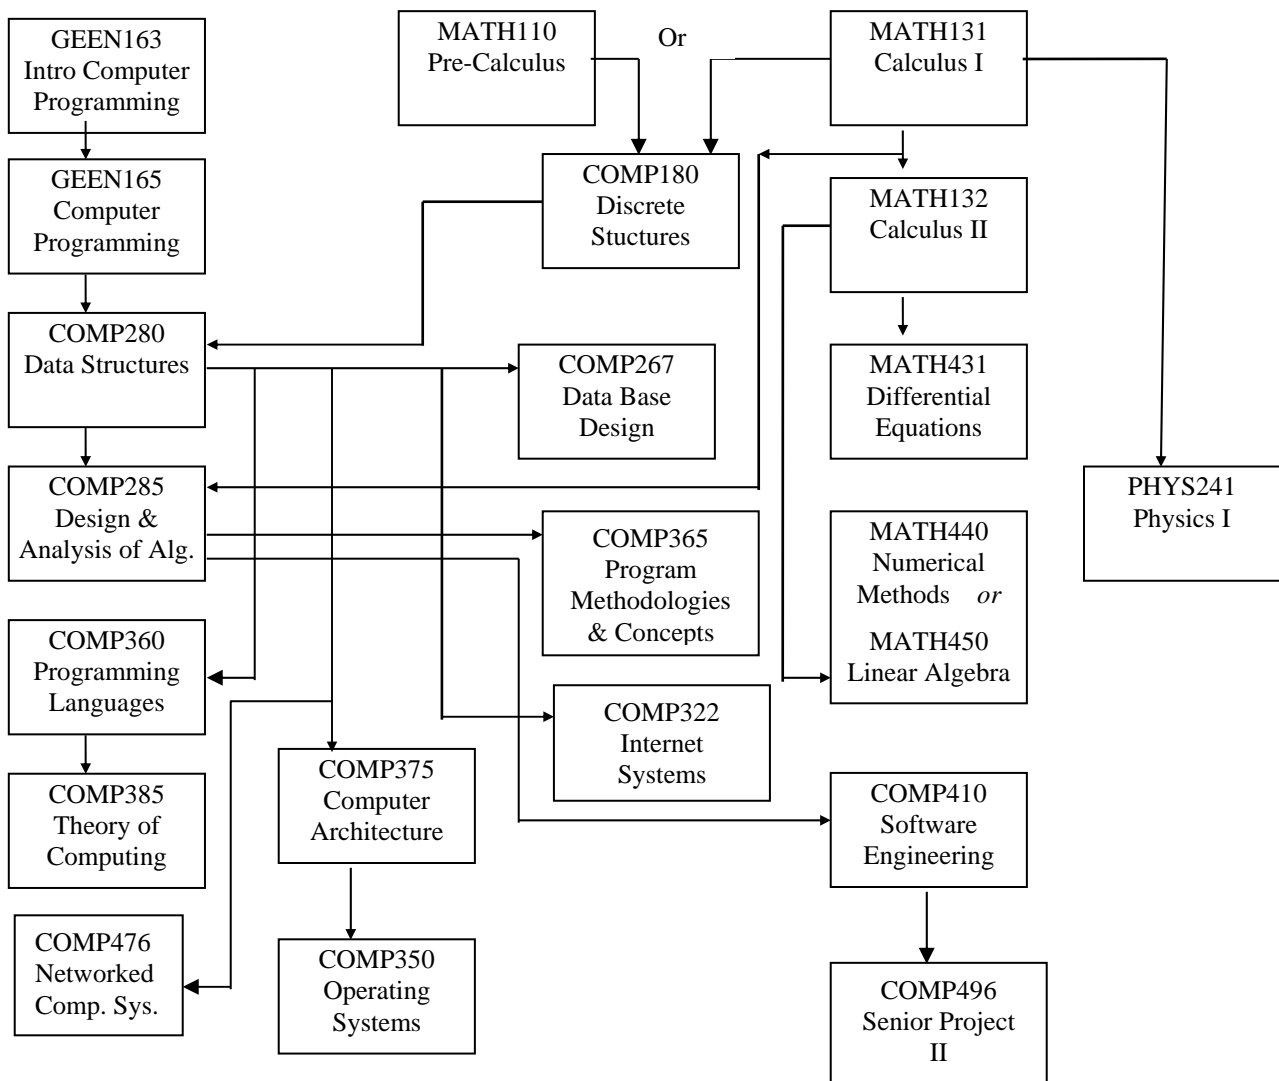 GEEN163
Intro Computer
Programming
MATH110
Pre-Calculus
Or
MATH131
Calculus I
GEEN165
Computer
Programming
COMP180
Discrete
Stuctures
MATH132
Calculus II
COMP280
Data Structures
COMP267
Data Base
Design
MATH431
Differential
Equations
COMP285
Design &
Analysis of Alg.
PHYS241
Physics I
COMP365
Program
Methodologies
& Concepts
MATH440
Numerical
Methods or
MATH450
Linear Algebra
COMP360
Programming
Languages
COMP322
Internet
Systems
COMP385
Theory of
Computing
COMP375
Computer
Architecture
COMP410
Software
Engineering
COMP476
Networked
Comp. Sys.
COMP350
Operating
Systems
COMP496
Senior Project
II